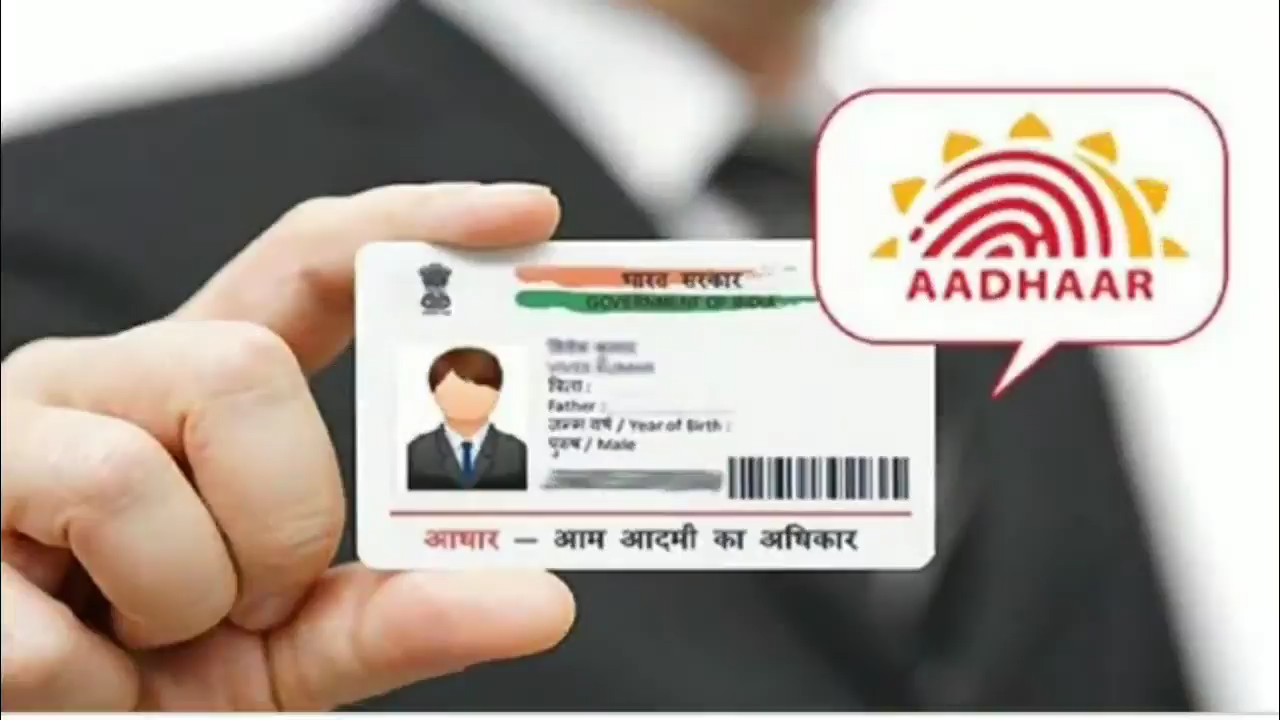 भारत सरकार
GOVERNMENT OF INDIA
पिता :
Father :
जन्म वर्ष / Year of Birth :
पुरुष / Male
आधार — आम आदमी का अधिकार
AADHAAR